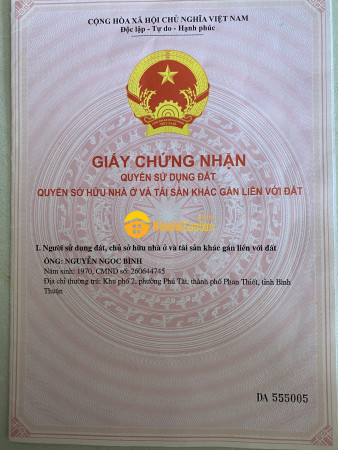 CỘNG HÒA XÃ HỘI CHỦ NGHĨA VIỆT NAM
Độc lập - Tự do - Hạnh phúc
GIẤY CHỨNG NHẬN
QUYỀN SỬ DỤNG ĐẤT
QUYỀN SỞ HỮU NHÀ Ở VÀ TÀI SẢN KHÁC GẮN LIỀN VỚI ĐẤT
I. Người sử dụng đất, chủ sở hữu nhà ở và tài sản khác gắn liền với đất
ÔNG: NGUYỄN NGỌC BÌNH
Năm sinh: 1970, CMND số: 260644745
Địa chỉ thường trú: Khu phố 2, phường Phú Tài, thành phố Phan Thiết, tỉnh Bình
Thuận
DA 555005